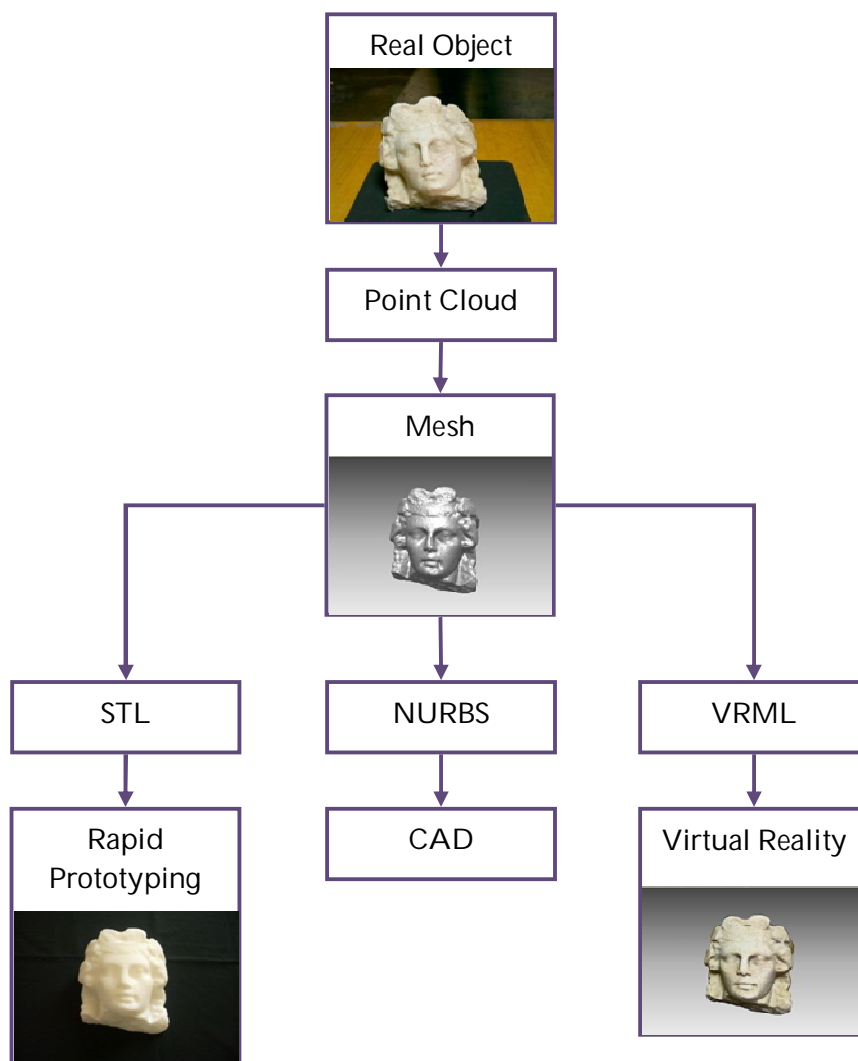 Real Object
Point Cloud
Mesh
STL
NURBS
VRML
Rapid
Prototyping
CAD
Virtual Reality